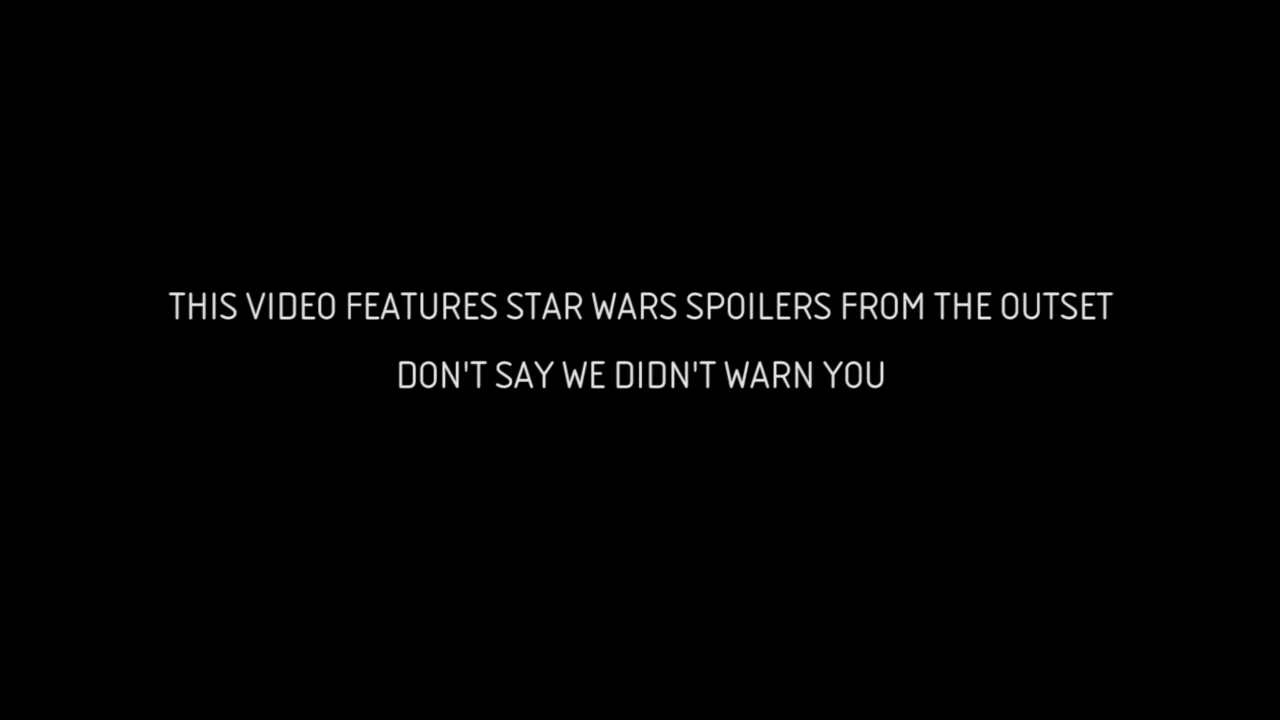 THIS VIDEO FEATURES STAR WARS SPOILERS FROM THE OUTSET
DON'T SAY WE DIDN'T WARN YOU